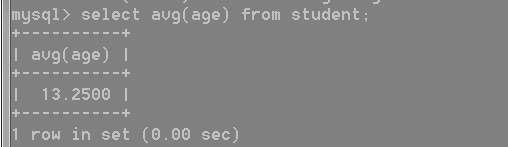 mysql> select avg(age) from student;
+----------+
| avg(age) |
+----------+
|  13.2500 |
+----------+
1 row in set (0.00 sec)